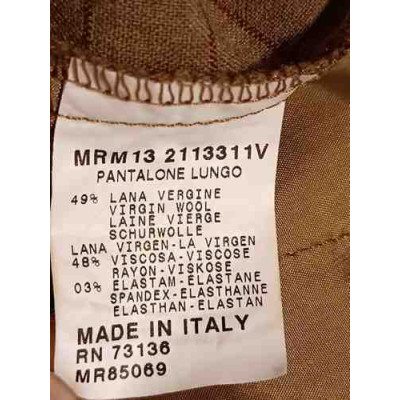 MRM13 2113311V
PANTALONE LUNGO
49% LANA VERGINE
VIRGIN WOOL
LAINE VIERGE
SCHURWOLLE
LANA VIRGEN-LA VIRGEN
48% VISCOSA-VISCOSE
RAYON-VISKOSE
03% ELASTAM-ELASTANE
SPANDEX-ELASTHANNE
ELASTHAN-ELASTAN
MADE IN ITALY
RN 73136
MR85069